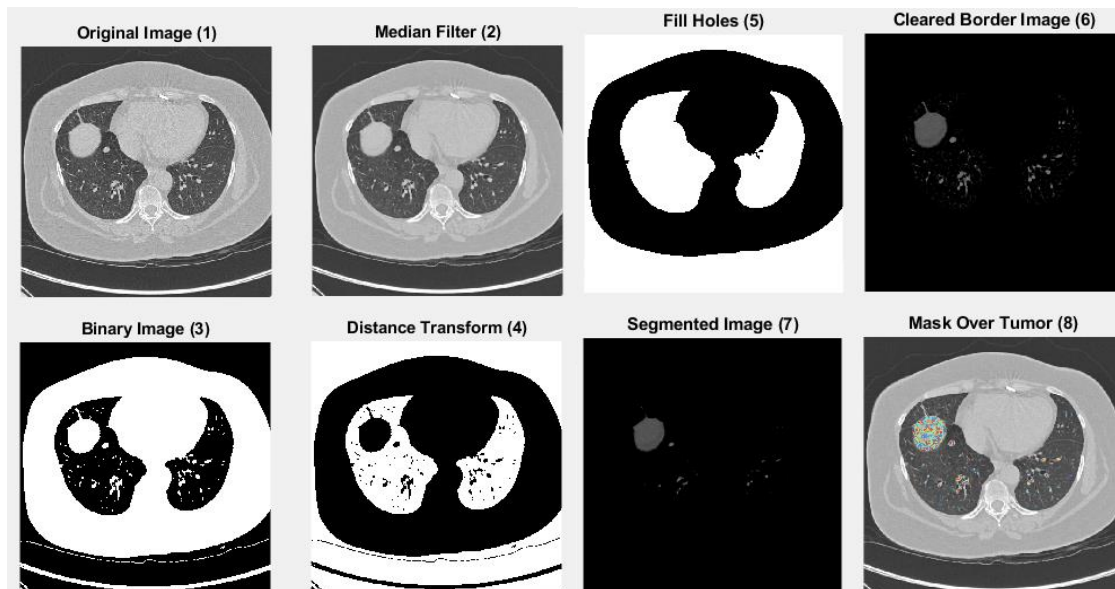 Original Image (1)
Median Filter (2)
Fill Holes (5)
Cleared Border Image (6)
Binary Image (3)
Distance Transform (4)
Segmented Image (7)
Mask Over Tumor (8)